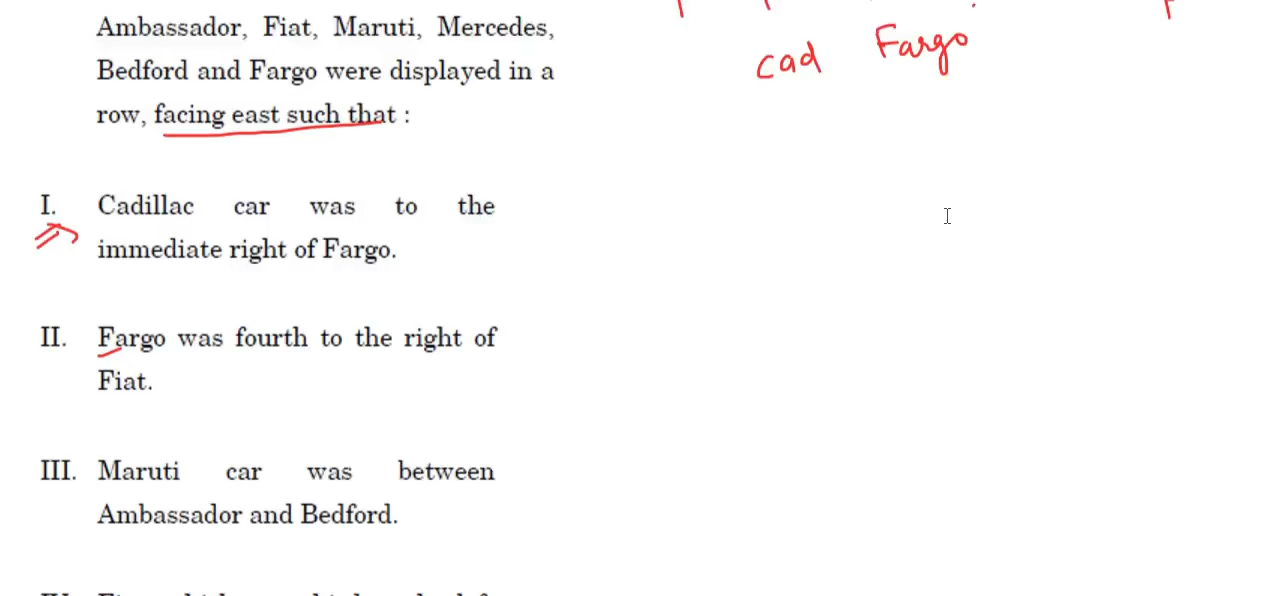 Ambassador, Fiat, Maruti, Mercedes,
Bedford and Fargo were displayed in a
row, facing east such that :
cad Fargo
I. Cadillac car was to the
immediate right of Fargo.
II. Fargo was fourth to the right of
Fiat.
III. Maruti car was between
Ambassador and Bedford.